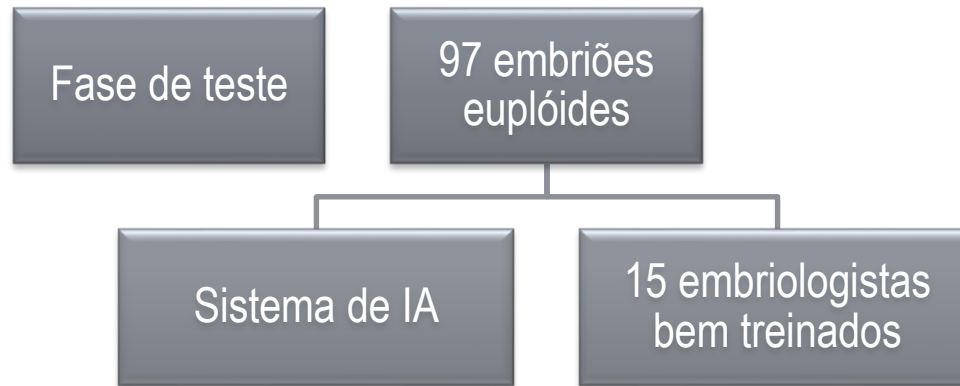 Fase de teste
97 embriões
euplóides
Sistema de IA
15 embriologistas
bem treinados